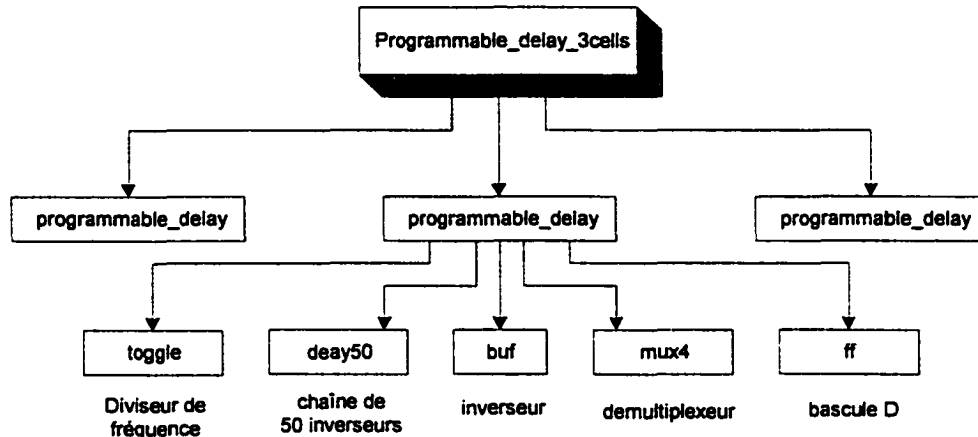 Programmable_delay_3cells
programmable_delay
programmable_delay
programmable_delay
toggle
deay50
buf
mux4
ff
Diviseur de
fréquence
chaîne de
50 inverseurs
inverseur
demultiplexeur
bascule D